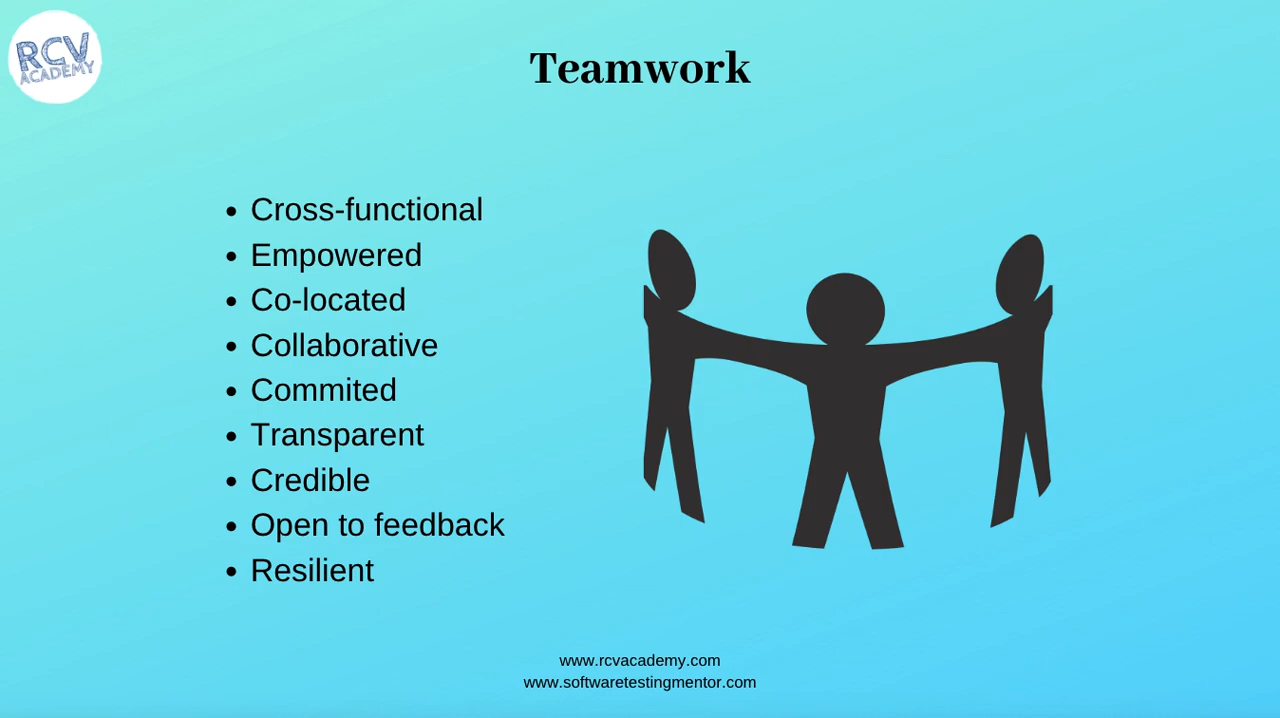 RCV
ACADEMY
Teamwork
• Cross-functional
• Empowered
• Co-located
• Collaborative
• Commited
• Transparent
• Credible
• Open to feedback
• Resilient
www.rcvacademy.com
www.softwaretestingmentor.com